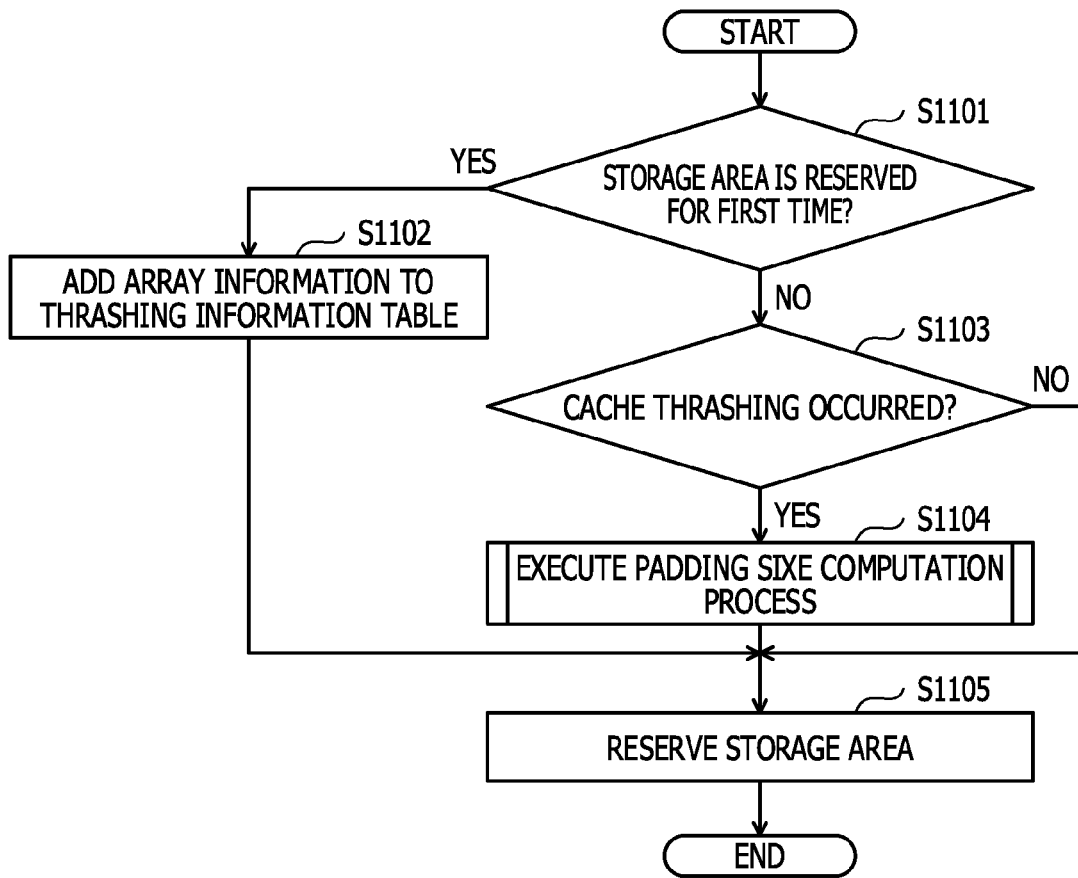 START
S1101
YES
STORAGE AREA IS RESERVED
FOR FIRST TIME?
S1102
ADD ARRAY INFORMATION TO
THRASHING INFORMATION TABLE
NO
S1103
NO
CACHE THRASHING OCCURRED?
YES
S1104
EXECUTE PADDING SIXE COMPUTATION
PROCESS
S1105
RESERVE STORAGE AREA
END